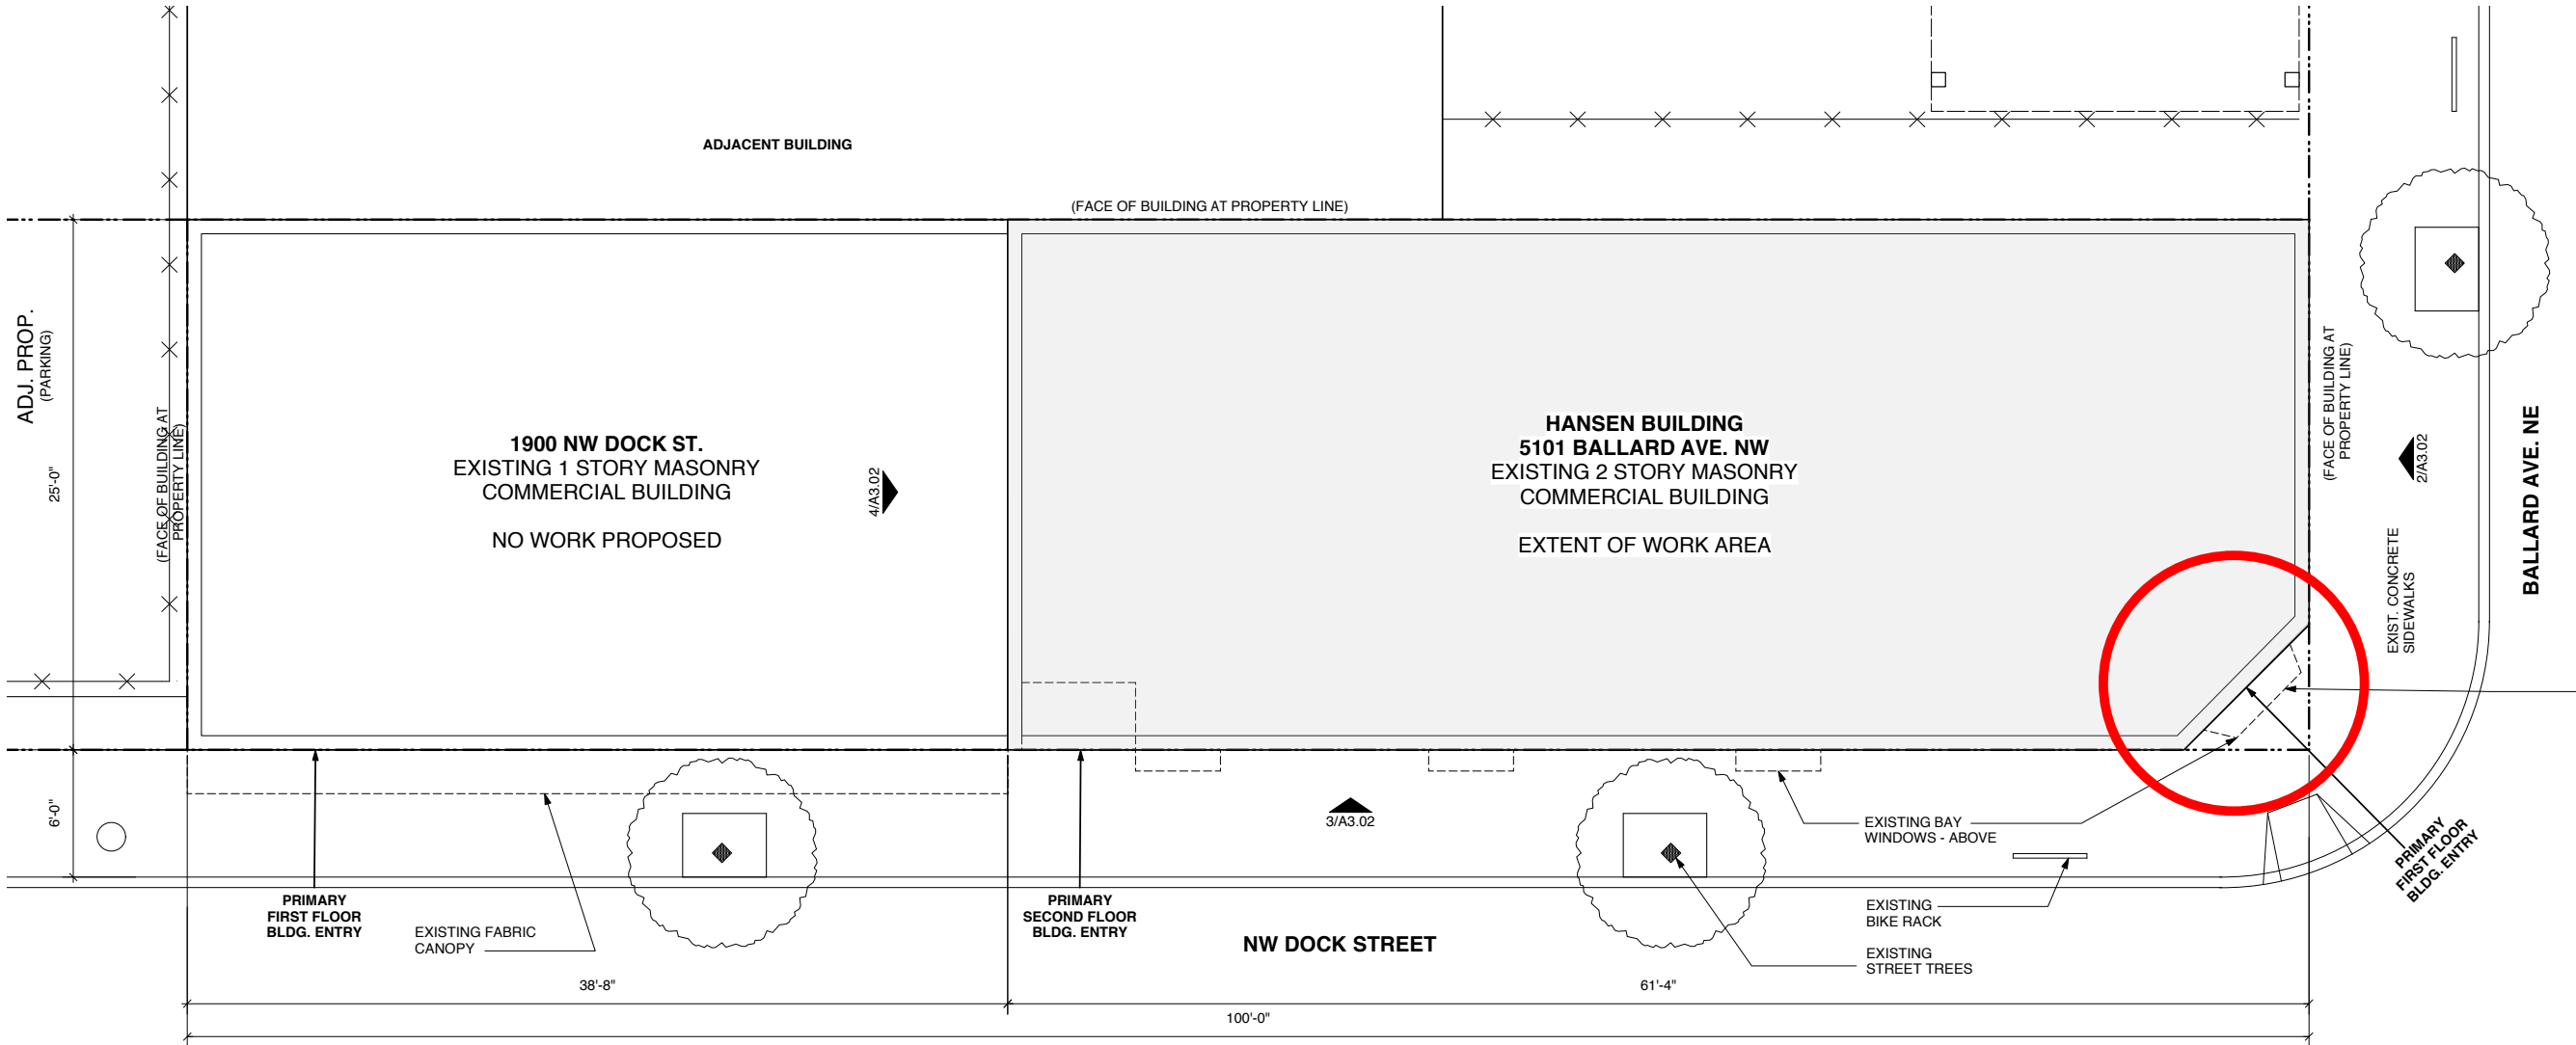 ADJACENT BUILDING
(FACE OF BUILDING AT PROPERTY LINE)
ADJ. PROP.
(PARKING)
25'-0"
(FACE OF BUILDING AT
PROPERTY LINE)
1900 NW DOCK ST.
EXISTING 1 STORY MASONRY
COMMERCIAL BUILDING
NO WORK PROPOSED
4/A3.02
HANSEN BUILDING
5101 BALLARD AVE. NW
EXISTING 2 STORY MASONRY
COMMERCIAL BUILDING
EXTENT OF WORK AREA
(FACE OF BUILDING AT
PROPERTY LINE)
2/A3.02
BALLARD AVE. NE
EXIST. CONCRETE
SIDEWALKS
6'-0"
3/A3.02
EXISTING BAY
WINDOWS - ABOVE
PRIMARY
FIRST FLOOR
BLDG. ENTRY
PRIMARY
FIRST FLOOR
BLDG. ENTRY
EXISTING FABRIC
CANOPY
PRIMARY
SECOND FLOOR
BLDG. ENTRY
NW DOCK STREET
EXISTING
BIKE RACK
EXISTING
STREET TREES
38'-8"
61'-4"
100'-0"